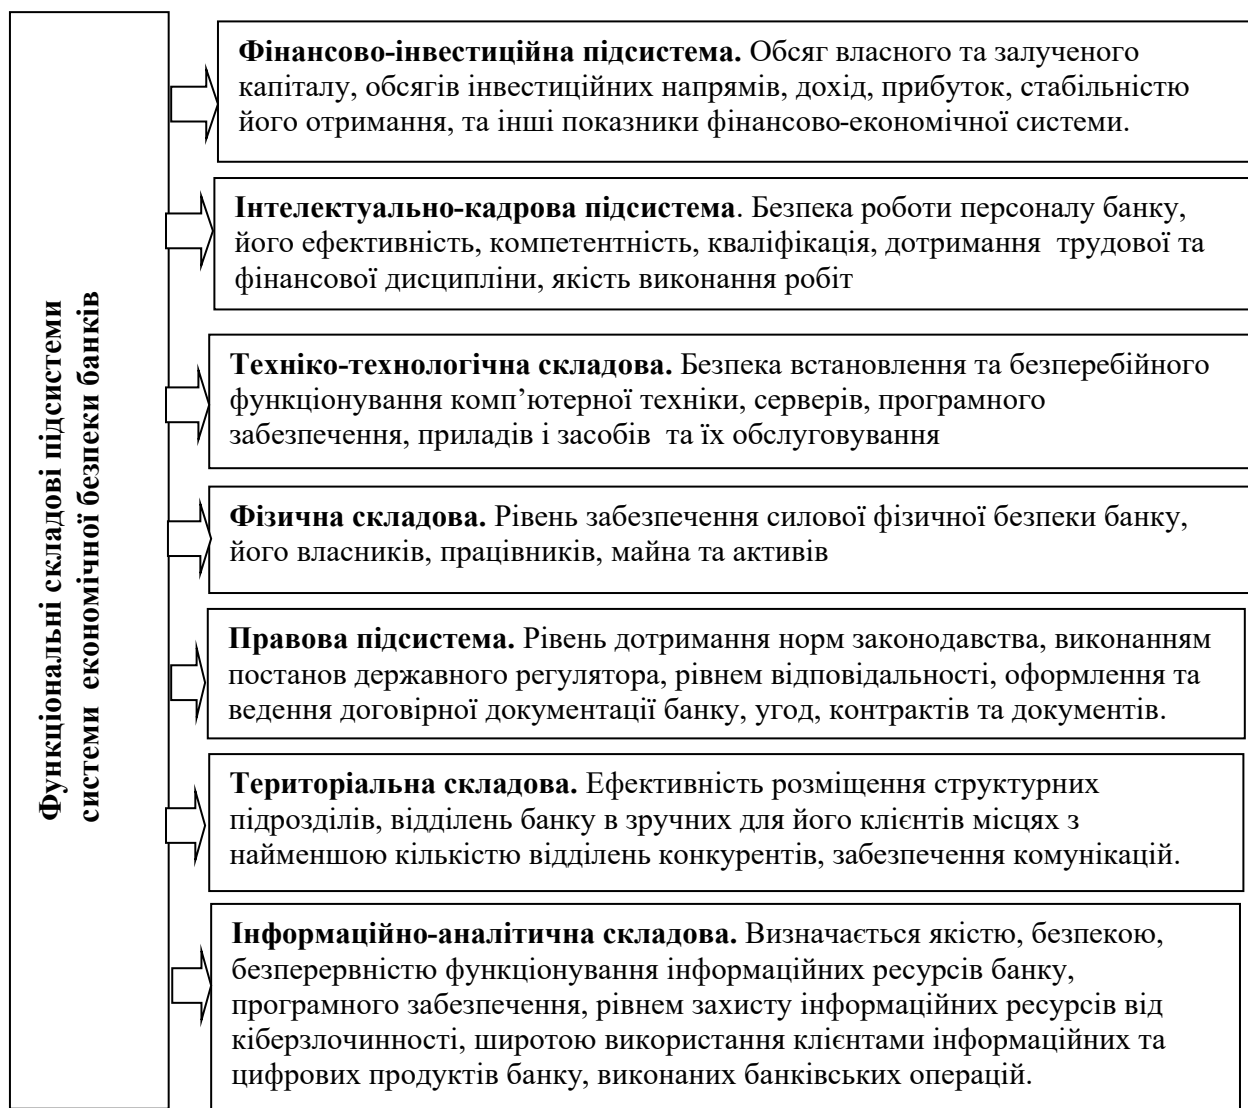 Функціональні складові підсистеми
системи економічної безпеки банків
Фінансово-інвестиційна підсистема. Обсяг власного та залученого
капіталу, обсягів інвестиційних напрямів, дохід, прибуток, стабільністю
його отримання, та інші показники фінансово-економічної системи.
Інтелектуально-кадрова підсистема. Безпека роботи персоналу банку,
його ефективність, компетентність, кваліфікація, дотримання трудової та
фінансової дисципліни, якість виконання робіт
Техніко-технологічна складова. Безпека встановлення та безперебійного
функціонування комп’ютерної техніки, серверів, програмного
забезпечення, приладів і засобів та їх обслуговування
Фізична складова. Рівень забезпечення силової фізичної безпеки банку,
його власників, працівників, майна та активів
Правова підсистема. Рівень дотримання норм законодавства, виконанням
постанов державного регулятора, рівнем відповідальності, оформлення та
ведення договірної документації банку, угод, контрактів та документів.
Територіальна складова. Ефективність розміщення структурних
підрозділів, відділень банку в зручних для його клієнтів місцях з
найменшою кількістю відділень конкурентів, забезпечення комунікацій.
Інформаційно-аналітична складова. Визначається якістю, безпекою,
безперервністю функціонування інформаційних ресурсів банку,
програмного забезпечення, рівнем захисту інформаційних ресурсів від
кіберзлочинності, широтою використання клієнтами інформаційних та
цифрових продуктів банку, виконаних банківських операцій.